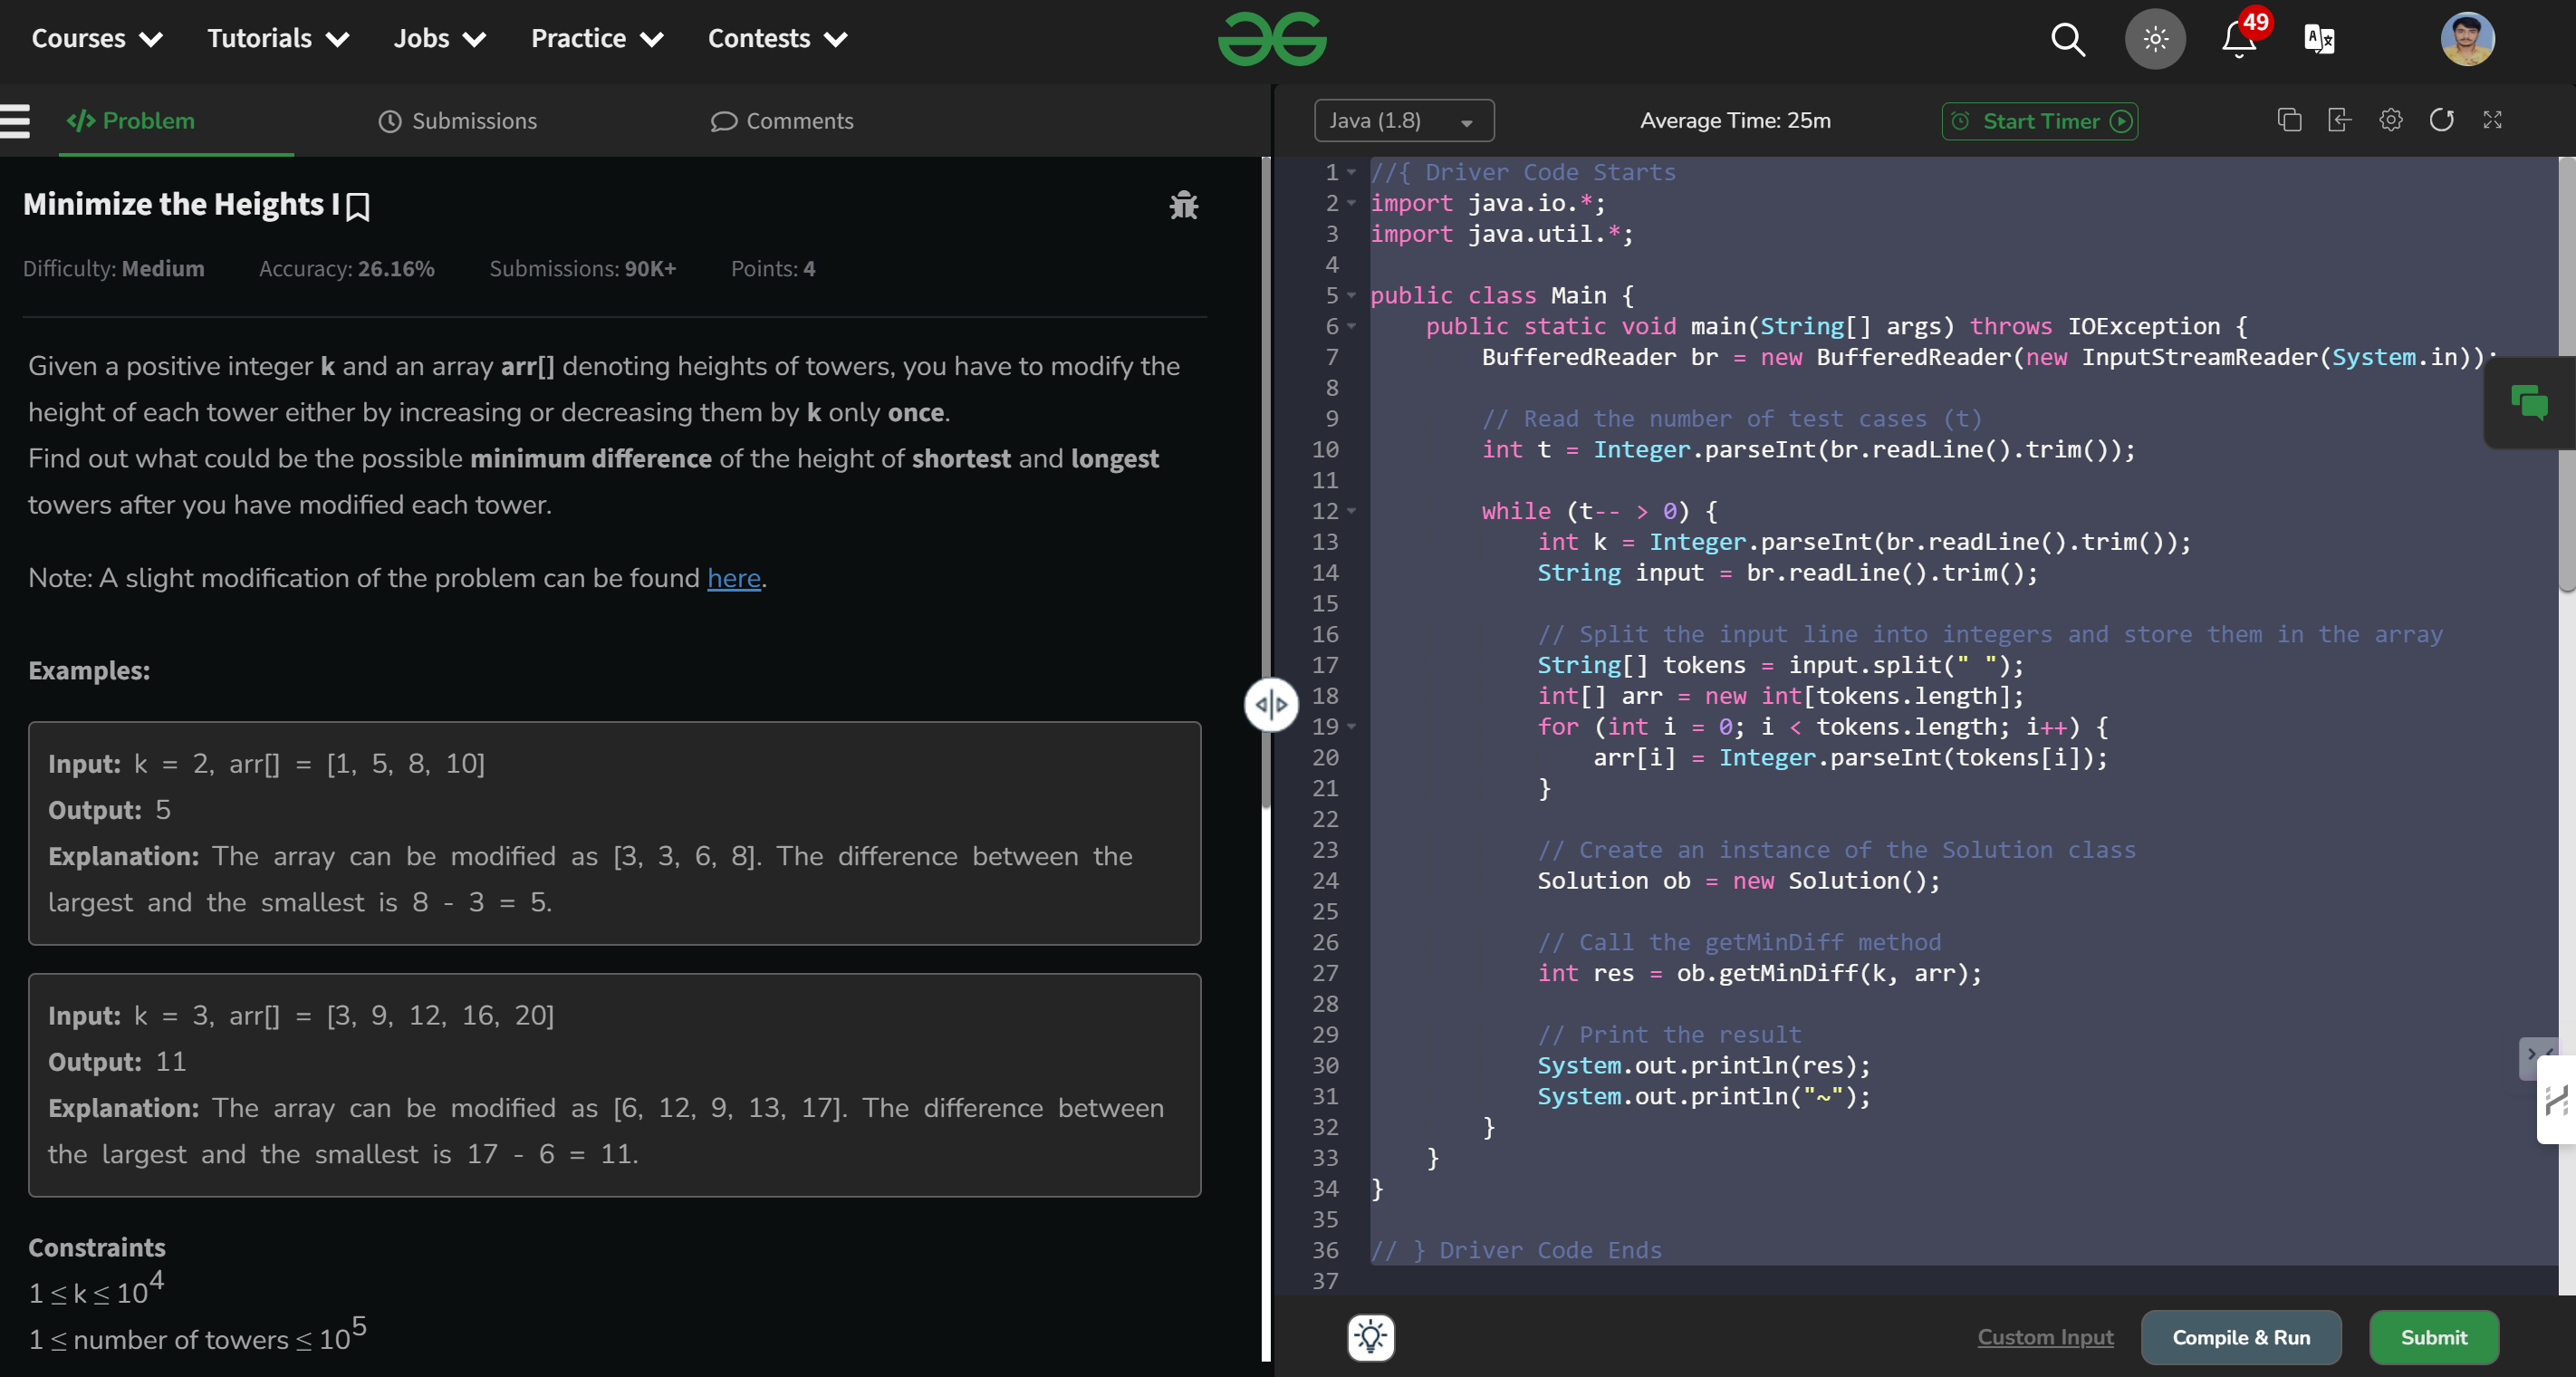 Courses Tutorials Jobs Practice Contests 49
Problem Submissions Comments
Minimize the Heights I
Difficulty: Medium Accuracy: 26.16% Submissions: 90K+ Points: 4
Given a positive integer k and an array arr[] denoting heights of towers, you have to modify the
height of each tower either by increasing or decreasing them by k only once.
Find out what could be the possible minimum difference of the height of shortest and longest
towers after you have modified each tower.
Note: A slight modification of the problem can be found here.
Examples:
Input: k = 2, arr[] = [1, 5, 8, 10]
Output: 5
Explanation: The array can be modified as [3, 3, 6, 8]. The difference between the
largest and the smallest is 8 - 3 = 5.
Input: k = 3, arr[] = [3, 9, 12, 16, 20]
Output: 11
Explanation: The array can be modified as [6, 12, 9, 13, 17]. The difference between
the largest and the smallest is 17 - 6 = 11.
Constraints
1 ≤ k ≤ 10^4
1 ≤ number of towers ≤ 10^5
Java (1.8) Average Time: 25m Start Timer
1 //{ Driver Code Starts
2 import java.io.*;
3 import java.util.*;
4
5 public class Main {
6     public static void main(String[] args) throws IOException {
7         BufferedReader br = new BufferedReader(new InputStreamReader(System.in));
8
9         // Read the number of test cases (t)
10         int t = Integer.parseInt(br.readLine().trim());
11
12         while (t-- > 0) {
13             int k = Integer.parseInt(br.readLine().trim());
14             String input = br.readLine().trim();
15
16             // Split the input line into integers and store them in the array
17             String[] tokens = input.split(" ");
18             int[] arr = new int[tokens.length];
19             for (int i = 0; i < tokens.length; i++) {
20                 arr[i] = Integer.parseInt(tokens[i]);
21             }
22
23             // Create an instance of the Solution class
24             Solution ob = new Solution();
25
26             // Call the getMinDiff method
27             int res = ob.getMinDiff(k, arr);
28
29             // Print the result
30             System.out.println(res);
31             System.out.println("~");
32         }
33     }
34 }
35
36 // } Driver Code Ends
37
Custom Input Compile & Run Submit